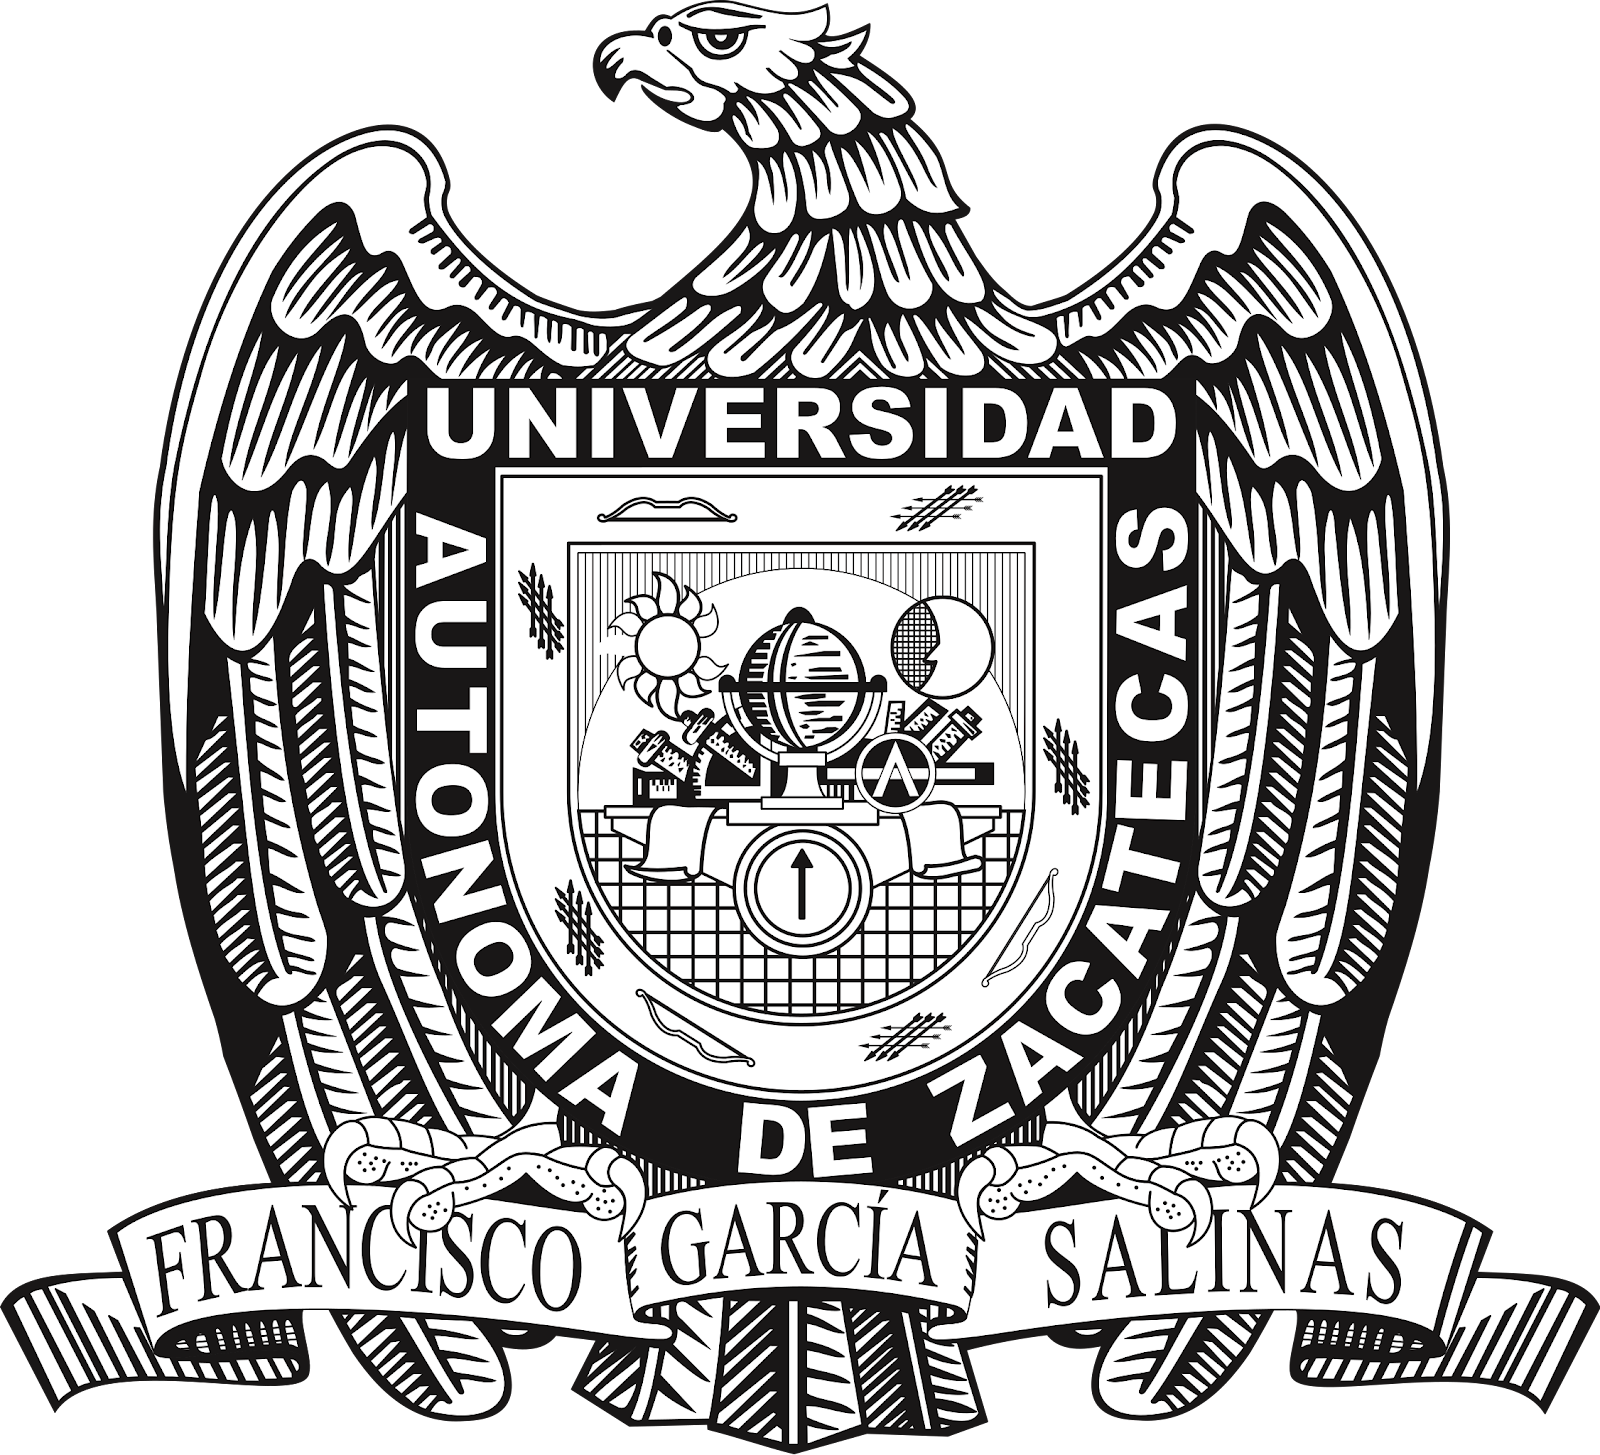 UNIVERSIDAD
AUTONOMA DE ZACATECAS
FRANCISCO GARCÍA SALINAS